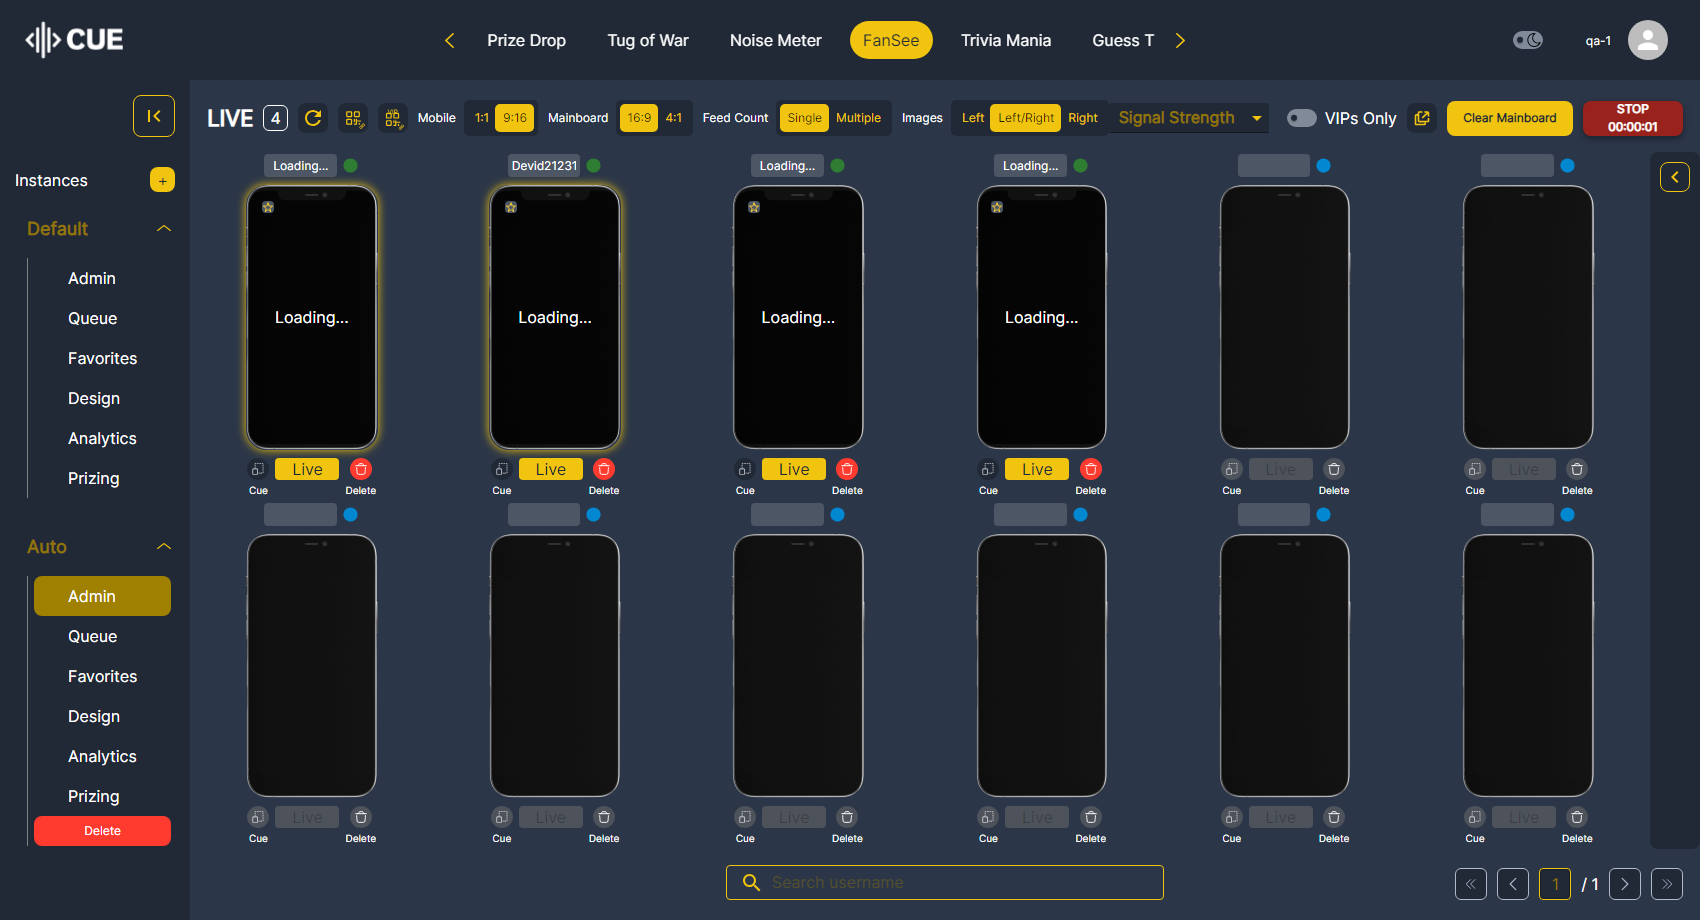 CUE
Prize Drop
Tug of War
Noise Meter
FanSee
Trivia Mania
Guess T
qa-1
LIVE 4
Mobile 1:1 9:16
Mainboard 16:9 4:1
Feed Count Single Multiple
Images Left Left/Right Right
Signal Strength
VIPs Only
Clear Mainboard
STOP
00:00:01
Instances +
Default
Admin
Queue
Favorites
Design
Analytics
Prizing
Auto
Admin
Queue
Favorites
Design
Analytics
Prizing
Delete
Loading... Devid21231 Loading... Loading...
Loading... Loading... Loading... Loading...
Live Live Live Live Live Live
Cue Delete Cue Delete Cue Delete Cue Delete Cue Delete Cue Delete
Live Live Live Live Live Live
Cue Delete Cue Delete Cue Delete Cue Delete Cue Delete Cue Delete
Search username
1 / 1